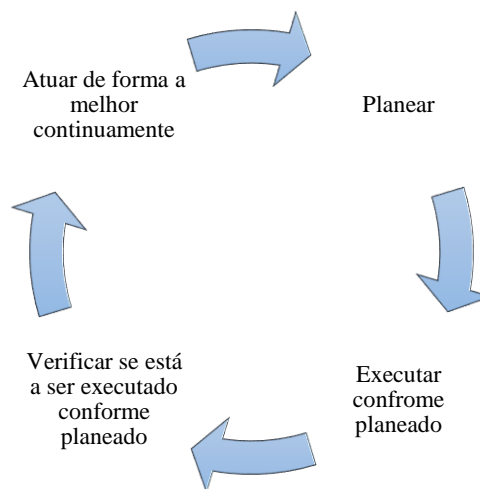 Atuar de forma a
melhor
continuamente
Planear
Executar
confrome
planeado
Verificar se está
a ser executado
conforme
planeado